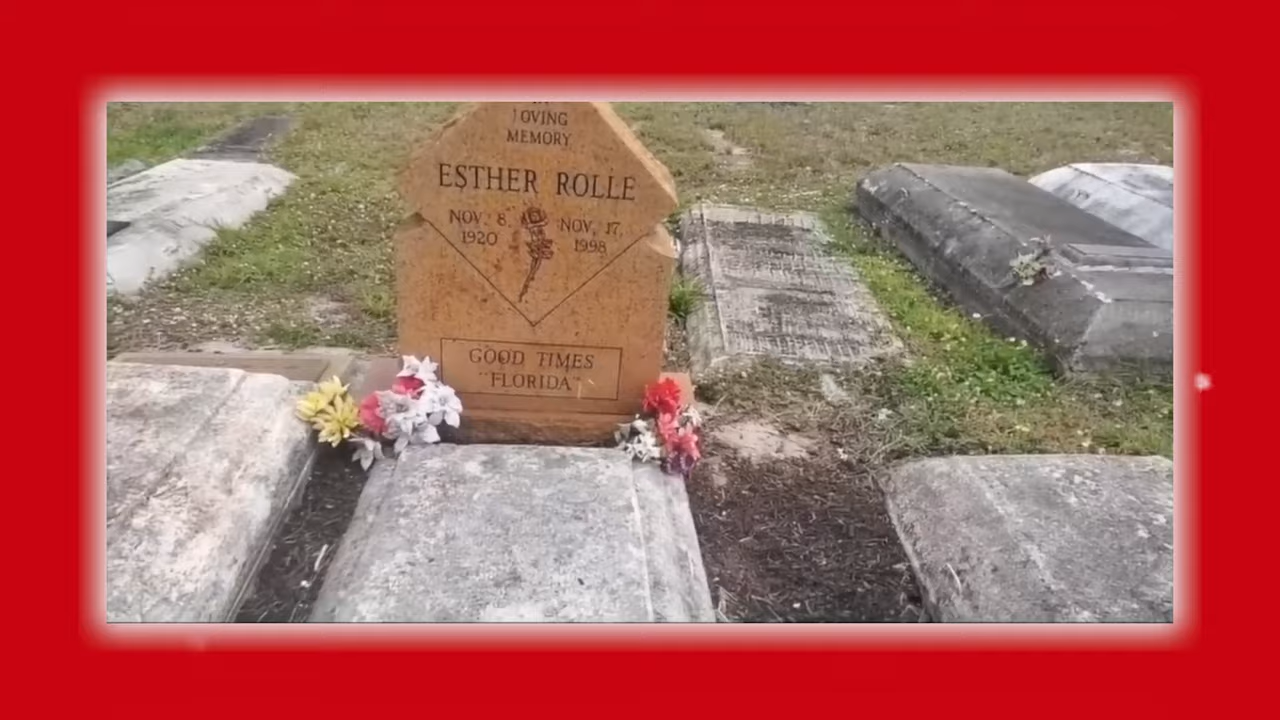 LOVING
MEMORY
ESTHER ROLLE
NOV. 8, NOV. 17,
1920 1998
GOOD TIMES
"FLORIDA"